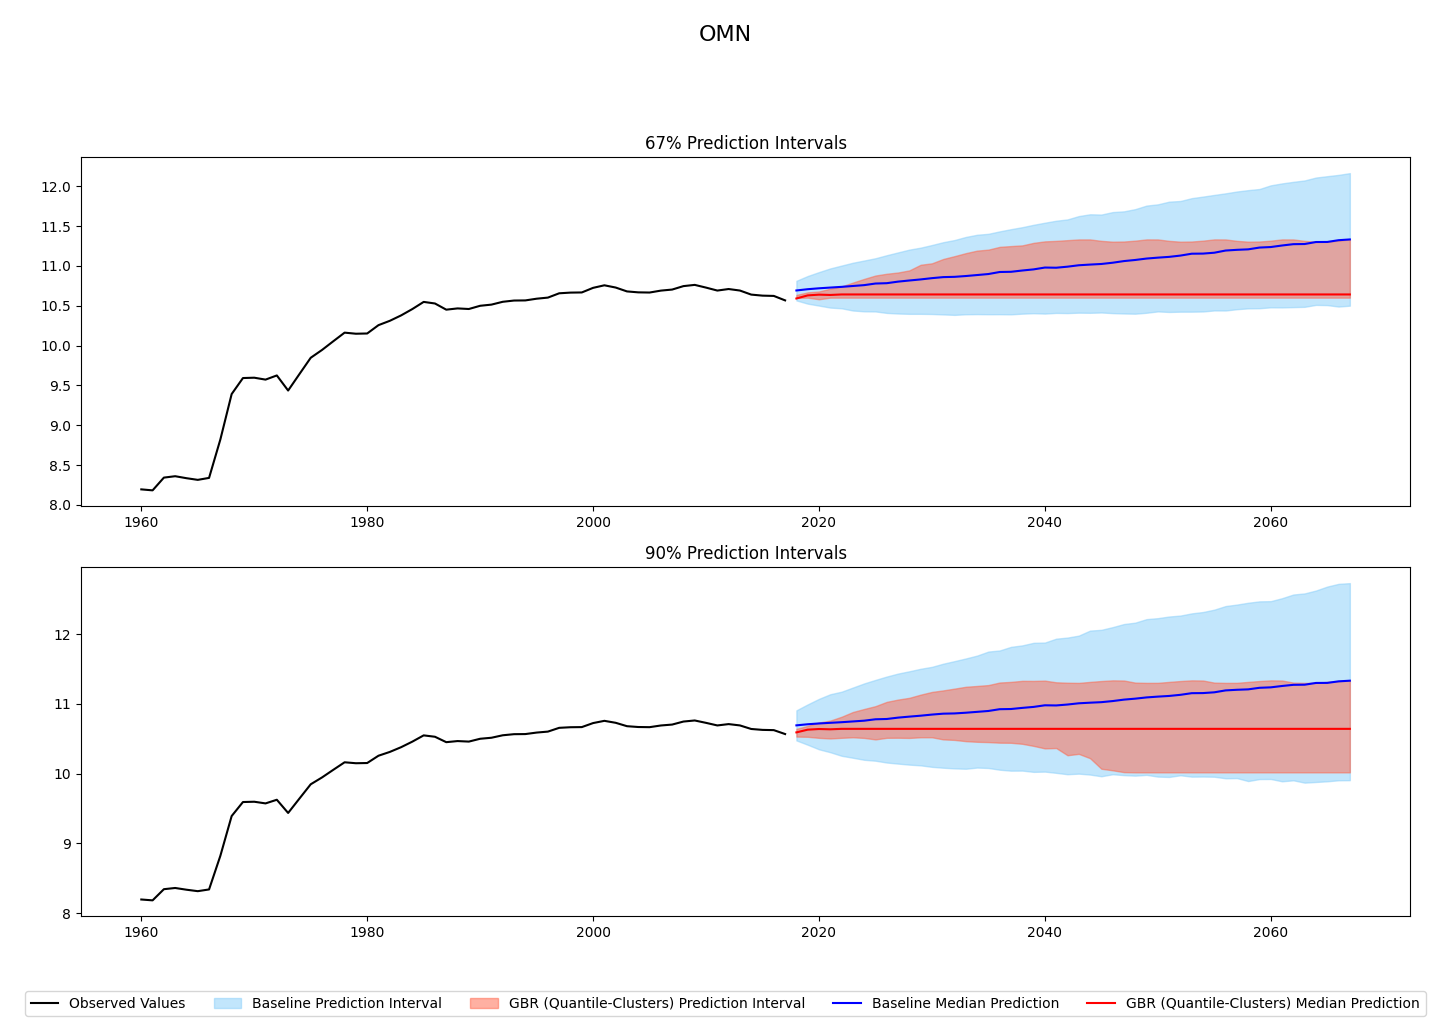 OMN
67% Prediction Intervals
12.0
11.5
11.0
10.5
10.0
9.5
9.0
8.5
8.0
1960 1980 2000 2020 2040 2060
90% Prediction Intervals
12
11
10
9
8
1960 1980 2000 2020 2040 2060
Observed Values Baseline Prediction Interval GBR (Quantile-Clusters) Prediction Interval Baseline Median Prediction GBR (Quantile-Clusters) Median Prediction